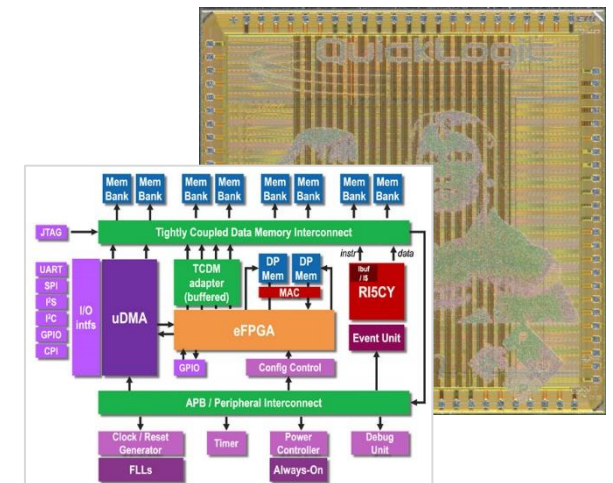 QuickLogic
Mem Bank Mem Bank Mem Bank Mem Bank Mem Bank Mem Bank Mem Bank Mem Bank
JTAG
Tightly Coupled Data Memory Interconnect
instr data
UART
SPI
I²S
I²C
GPIO
CPI
I/O intfs
uDMA
TCDM
adapter
(buffered)
DP
Mem
DP
Mem
MAC
Ibuf
/ I$
RI5CY
eFPGA
Event Unit
GPIO
Config Control
APB / Peripheral Interconnect
Clock / Reset
Generator
FLLs
Timer
Power
Controller
Always-On
Debug
Unit